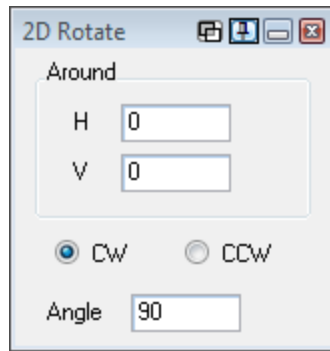 2D Rotate
Around
H 0
V 0
CW CCW
Angle 90